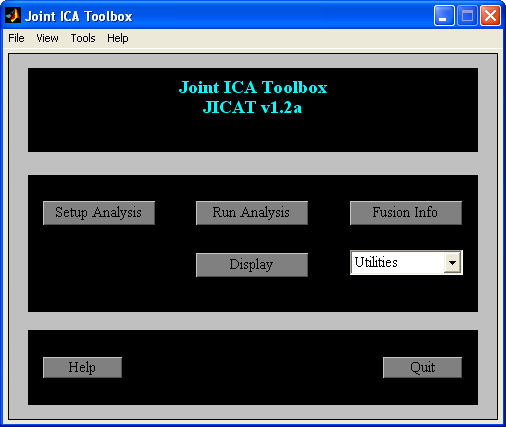 Joint ICA Toolbox
File View Tools Help
Joint ICA Toolbox
JICAT v1.2a
Setup Analysis Run Analysis Fusion Info
Display Utilities
Help Quit